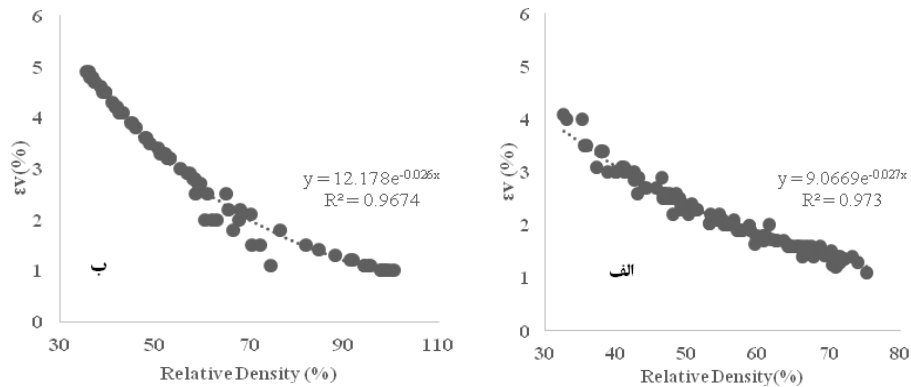 6
5
4
3
2
1
0
εv(%)
y = 12.178e^-0.026x
R² = 0.9674
ب
30 50 70 90 110
Relative Density (%)
6
5
4
3
2
1
0
εv(%)
y = 9.0669e^-0.027x
R² = 0.973
الف
30 40 50 60 70 80
Relative Density(%)